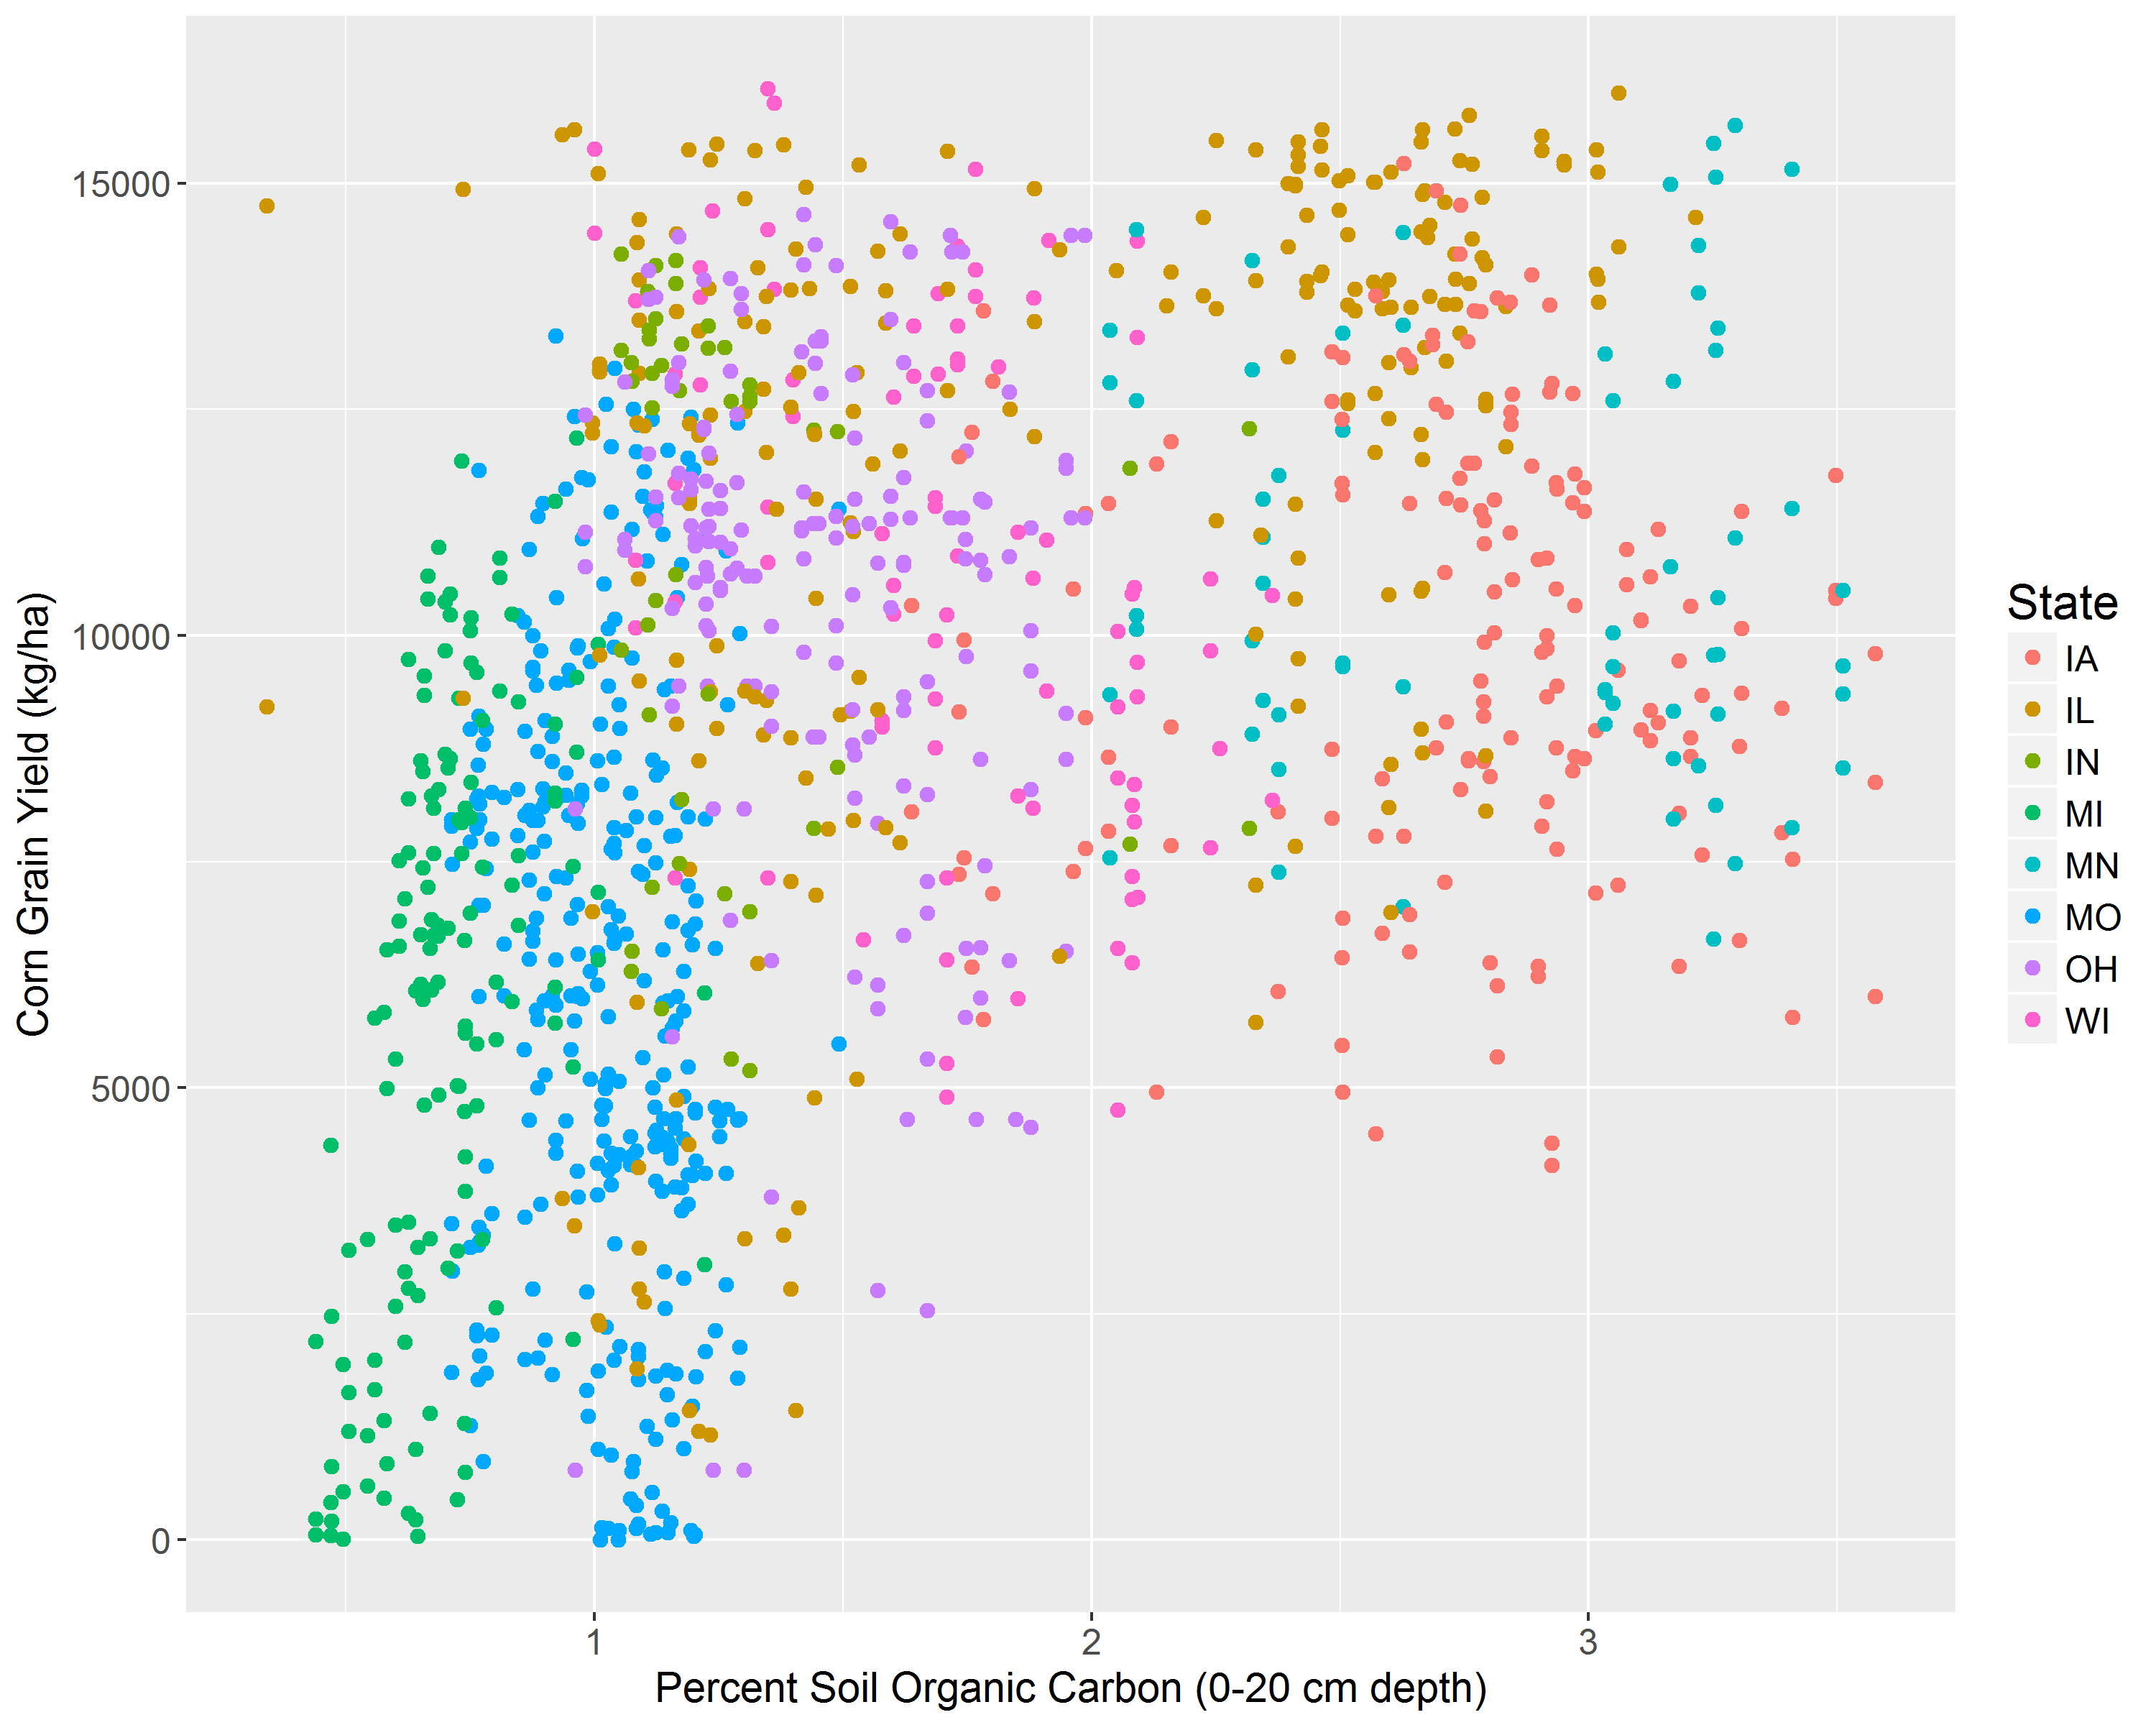 Corn Grain Yield (kg/ha)
15000
10000
5000
0
1 2 3
Percent Soil Organic Carbon (0-20 cm depth)
State
IA
IL
IN
MI
MN
MO
OH
WI